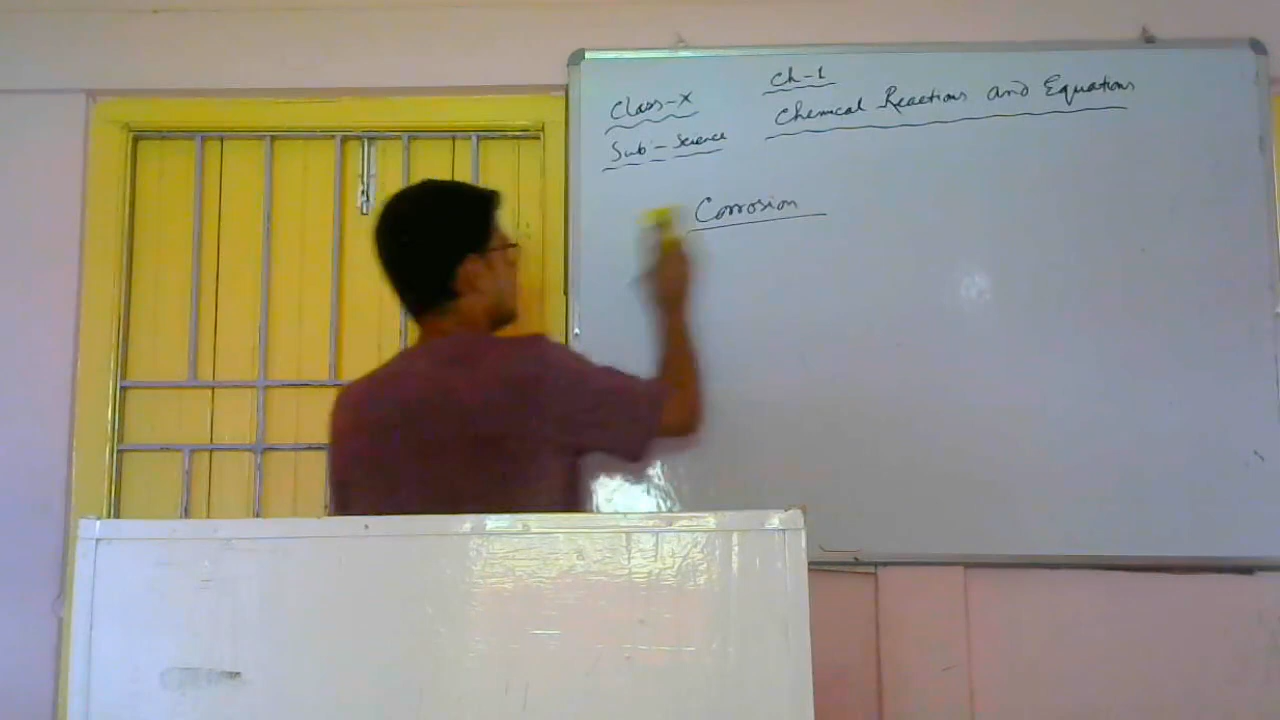 Class-X
Ch-1
Sub:- Science
Chemical Reactions and Equations
Corrosion